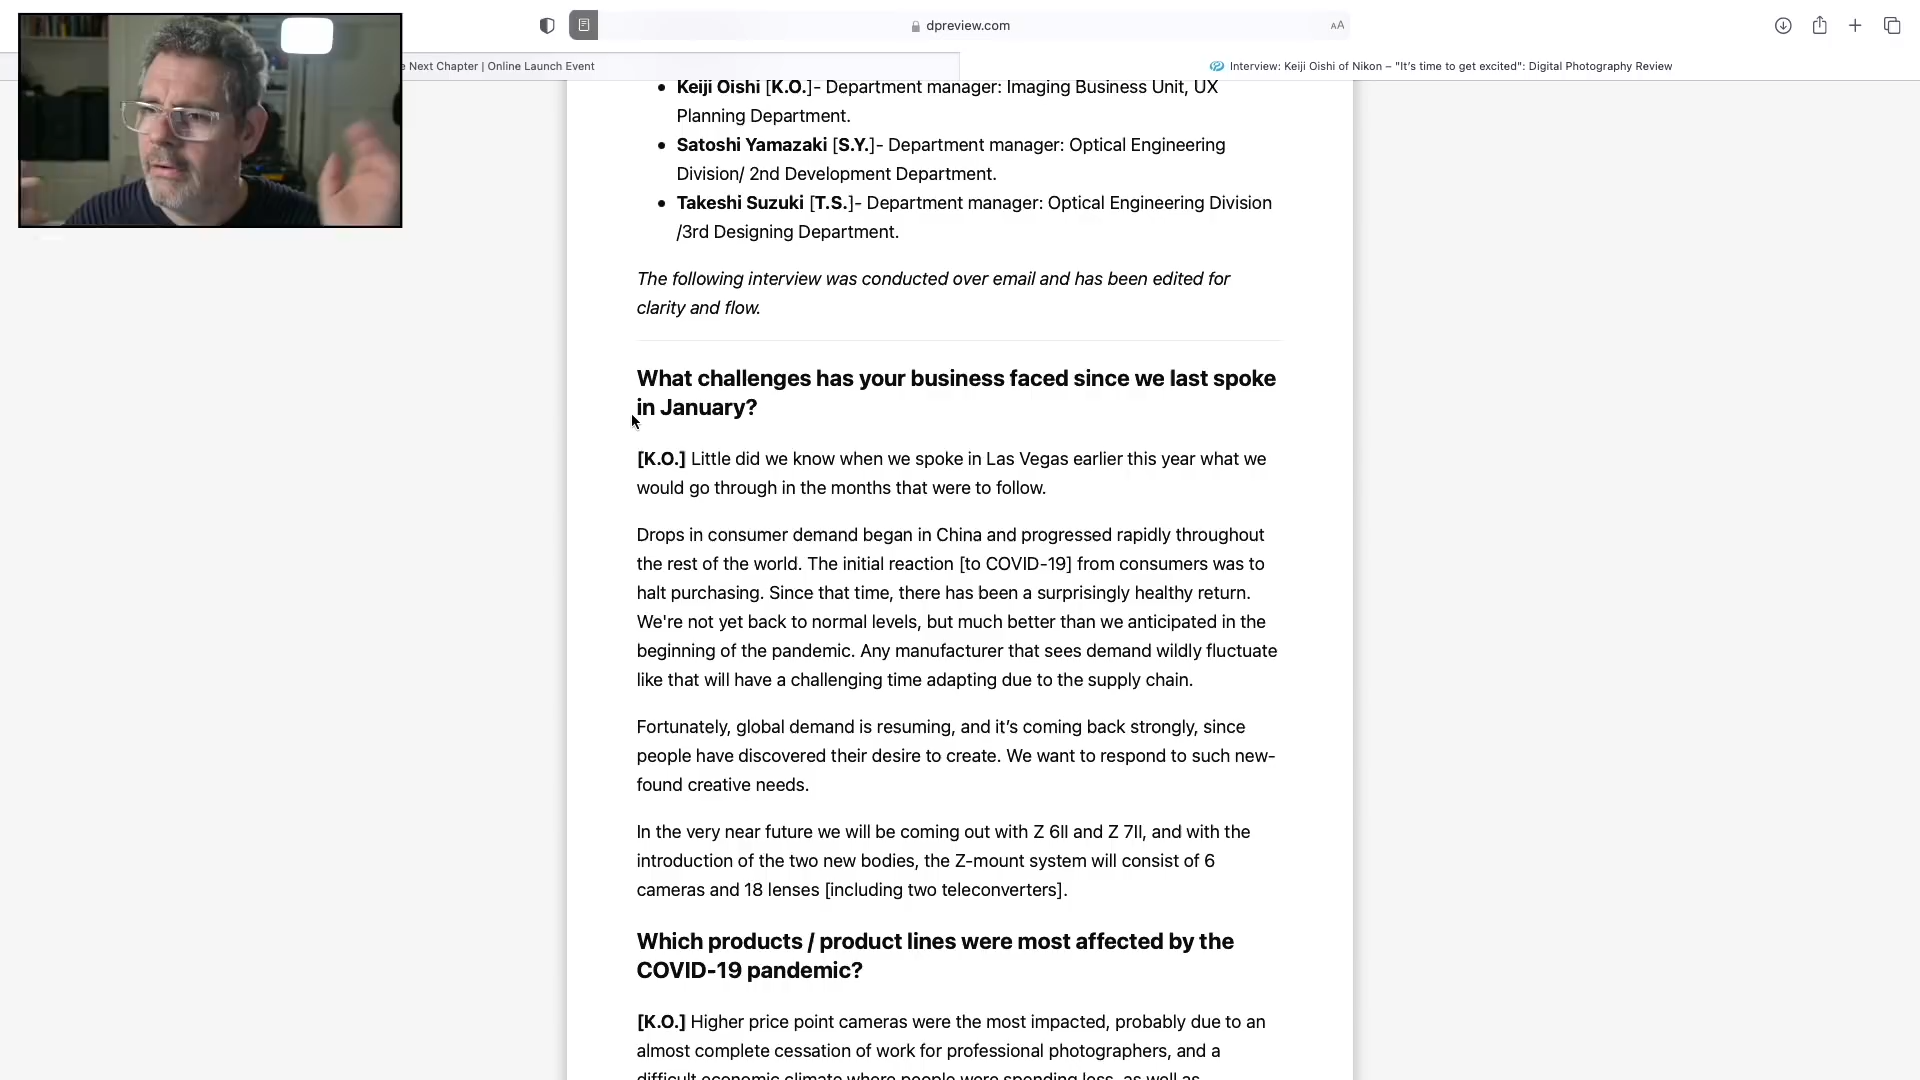 dpreview.com
AA
e Next Chapter | Online Launch Event
Interview: Keiji Oishi of Nikon – "It's time to get excited": Digital Photography Review
• Keiji Oishi [K.O.]- Department manager: Imaging Business Unit, UX
Planning Department.
• Satoshi Yamazaki [S.Y.]- Department manager: Optical Engineering
Division/ 2nd Development Department.
• Takeshi Suzuki [T.S.]- Department manager: Optical Engineering Division
/3rd Designing Department.
The following interview was conducted over email and has been edited for
clarity and flow.
What challenges has your business faced since we last spoke
in January?
[K.O.] Little did we know when we spoke in Las Vegas earlier this year what we
would go through in the months that were to follow.
Drops in consumer demand began in China and progressed rapidly throughout
the rest of the world. The initial reaction [to COVID-19] from consumers was to
halt purchasing. Since that time, there has been a surprisingly healthy return.
We're not yet back to normal levels, but much better than we anticipated in the
beginning of the pandemic. Any manufacturer that sees demand wildly fluctuate
like that will have a challenging time adapting due to the supply chain.
Fortunately, global demand is resuming, and it's coming back strongly, since
people have discovered their desire to create. We want to respond to such new-
found creative needs.
In the very near future we will be coming out with Z 6II and Z 7II, and with the
introduction of the two new bodies, the Z-mount system will consist of 6
cameras and 18 lenses [including two teleconverters].
Which products / product lines were most affected by the
COVID-19 pandemic?
[K.O.] Higher price point cameras were the most impacted, probably due to an
almost complete cessation of work for professional photographers, and a
difficult economic climate where people were spending less, as well as